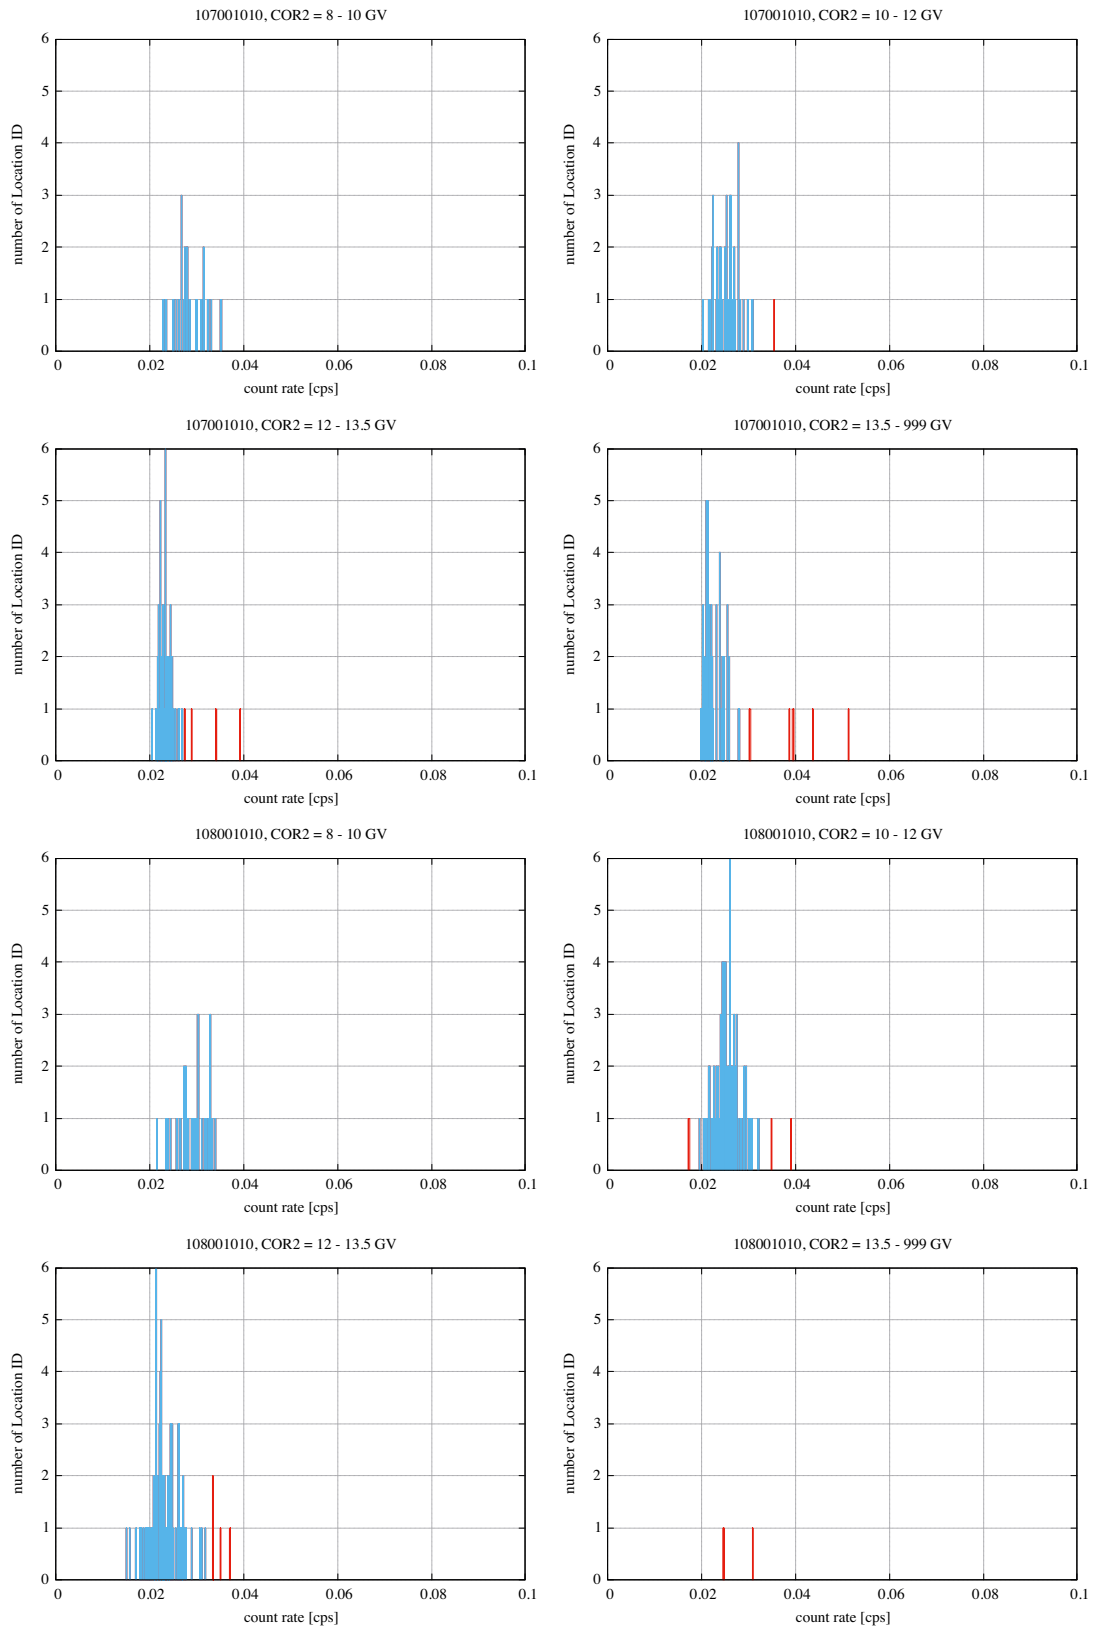 107001010, COR2 = 8 - 10 GV
6
5
4
3
2
1
0
number of Location ID
0 0.02 0.04 0.06 0.08 0.1
count rate [cps]
107001010, COR2 = 10 - 12 GV
6
5
4
3
2
1
0
number of Location ID
0 0.02 0.04 0.06 0.08 0.1
count rate [cps]
107001010, COR2 = 12 - 13.5 GV
6
5
4
3
2
1
0
number of Location ID
0 0.02 0.04 0.06 0.08 0.1
count rate [cps]
107001010, COR2 = 13.5 - 999 GV
6
5
4
3
2
1
0
number of Location ID
0 0.02 0.04 0.06 0.08 0.1
count rate [cps]
108001010, COR2 = 8 - 10 GV
6
5
4
3
2
1
0
number of Location ID
0 0.02 0.04 0.06 0.08 0.1
count rate [cps]
108001010, COR2 = 10 - 12 GV
6
5
4
3
2
1
0
number of Location ID
0 0.02 0.04 0.06 0.08 0.1
count rate [cps]
108001010, COR2 = 12 - 13.5 GV
6
5
4
3
2
1
0
number of Location ID
0 0.02 0.04 0.06 0.08 0.1
count rate [cps]
108001010, COR2 = 13.5 - 999 GV
6
5
4
3
2
1
0
number of Location ID
0 0.02 0.04 0.06 0.08 0.1
count rate [cps]